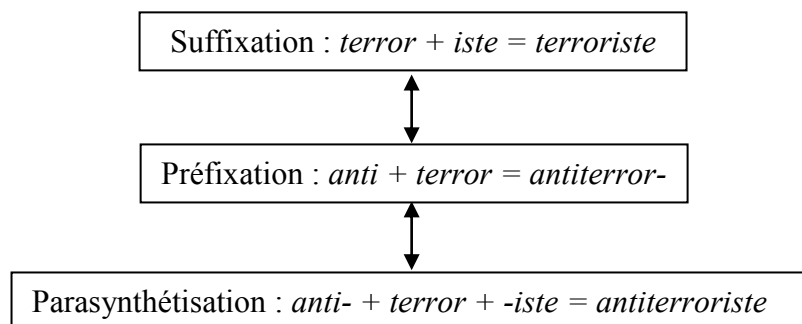 Suffixation : terror + iste = terroriste
Préfixation : anti + terror = antiterror-
Parasynthétisation : anti- + terror + -iste = antiterroriste